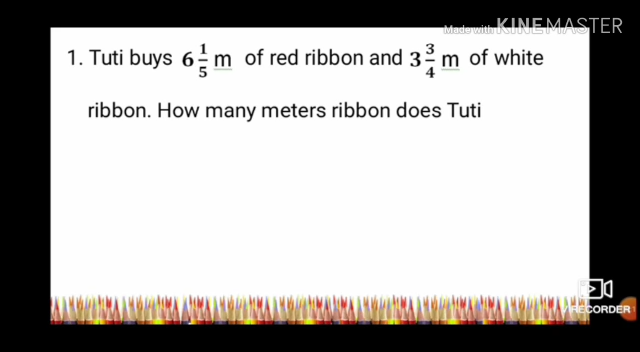 Made with KINEMASTER
1. Tuti buys 6 1/5 m of red ribbon and 3 3/4 m of white
ribbon. How many meters ribbon does Tuti
RECORDER